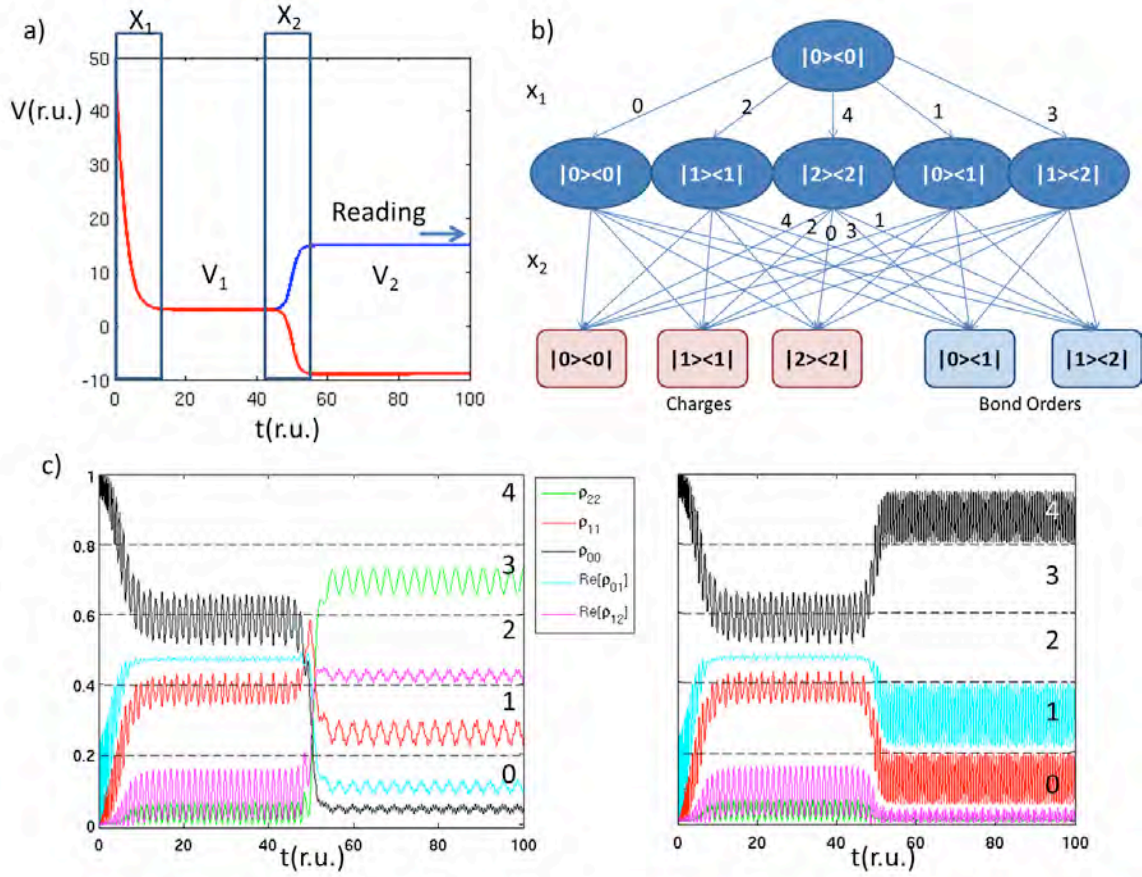 a)
X₁
X₂
50
V(r.u.)
40
30
20
10
0
-10
Reading
V₁
V₂
0
20
40
60
80
100
t(r.u.)
b)
|0><0|
X₁
0
2
4
1
3
|0><0|
|1><1|
|2><2|
|0><1|
|1><2|
X₂
4
2
0
3
1
|0><0|
|1><1|
|2><2|
|0><1|
|1><2|
Charges
Bond Orders
c)
1
0.8
0.6
0.4
0.2
0
4
3
2
1
0
0
20
40
60
80
100
t(r.u.)
ρ₂₂
ρ₁₁
ρ₀₀
Re[ρ₀₁]
Re[ρ₁₂]
4
3
2
1
0
0
20
40
60
80
100
t(r.u.)